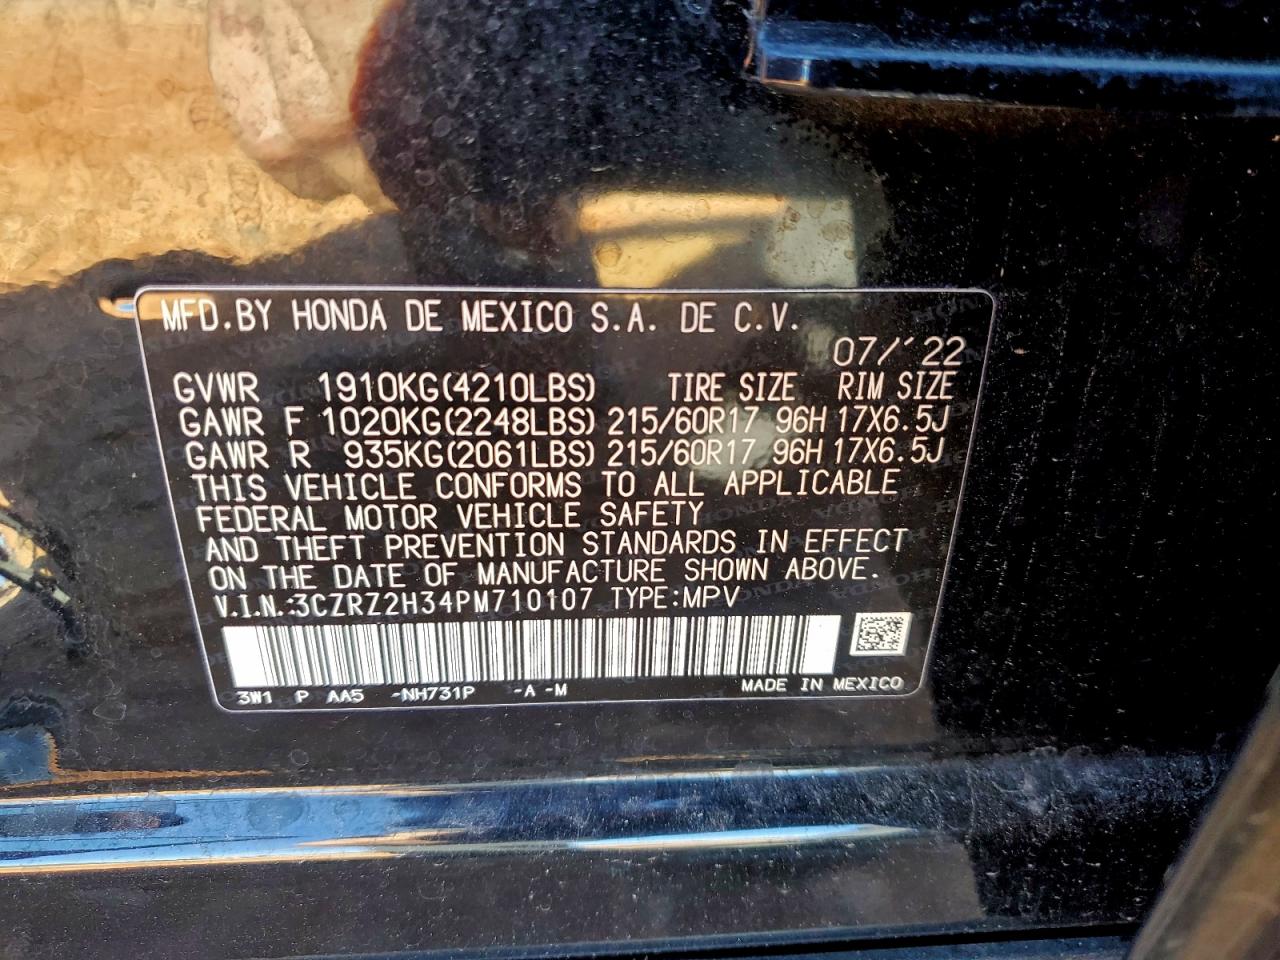 MFD.BY HONDA DE MEXICO S.A. DE C.V.
07/'22
GVWR 1910KG(4210LBS) TIRE SIZE RIM SIZE
GAWR F 1020KG(2248LBS) 215/60R17 96H 17X6.5J
GAWR R 935KG(2061LBS) 215/60R17 96H 17X6.5J
THIS VEHICLE CONFORMS TO ALL APPLICABLE
FEDERAL MOTOR VEHICLE SAFETY
AND THEFT PREVENTION STANDARDS IN EFFECT
ON THE DATE OF MANUFACTURE SHOWN ABOVE.
V.I.N.:3CZRZ2H34PM710107 TYPE:MPV
3W1 P AA5 -NH731P -A -M MADE IN MEXICO